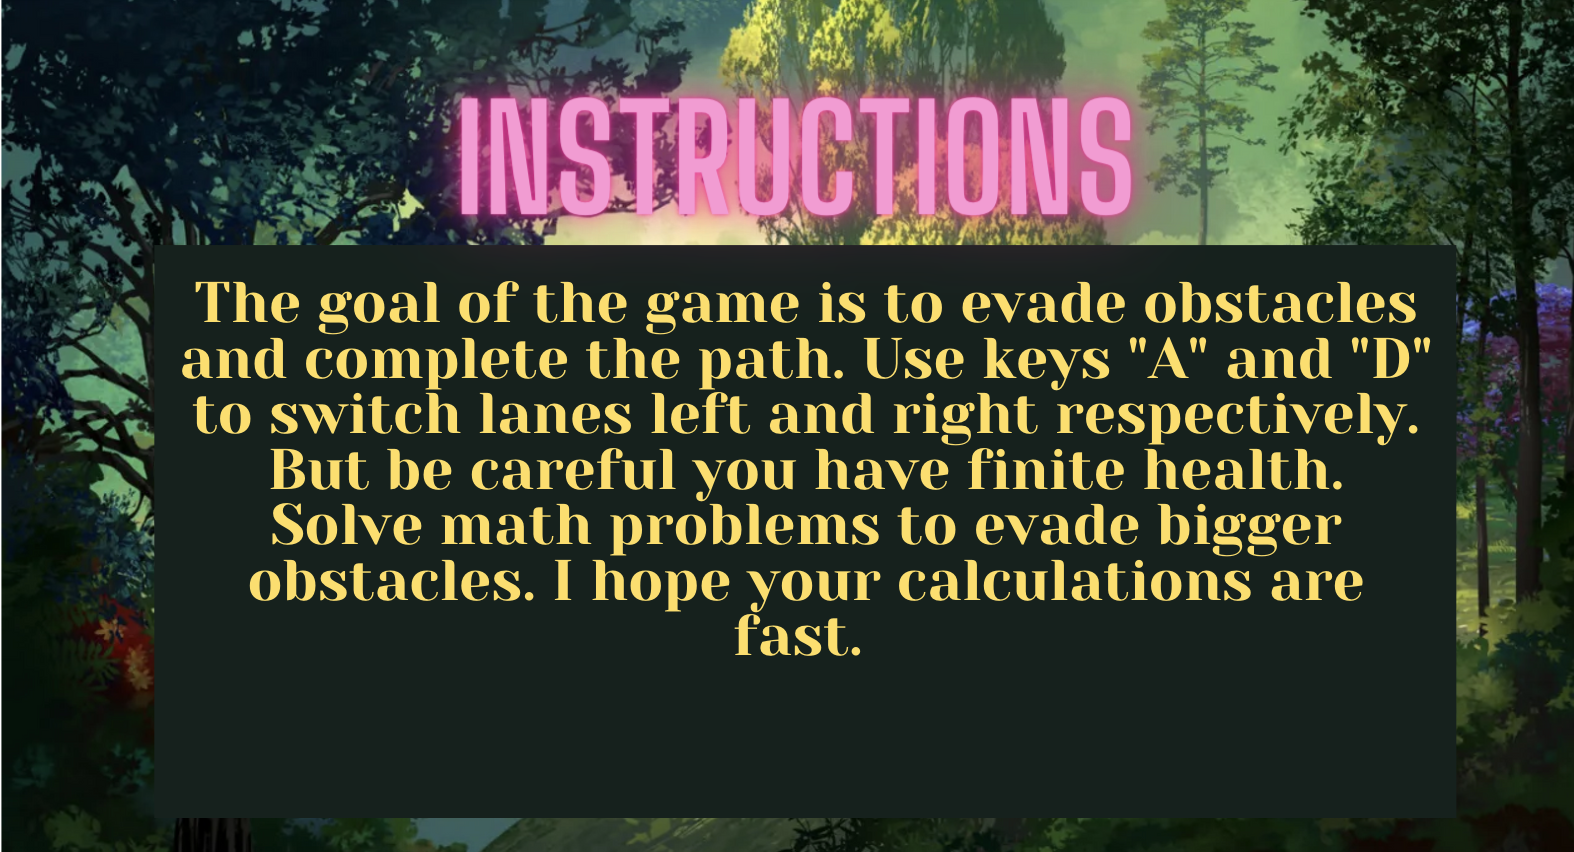 INSTRUCTIONS
The goal of the game is to evade obstacles
and complete the path. Use keys "A" and "D"
to switch lanes left and right respectively.
But be careful you have finite health.
Solve math problems to evade bigger
obstacles. I hope your calculations are
fast.